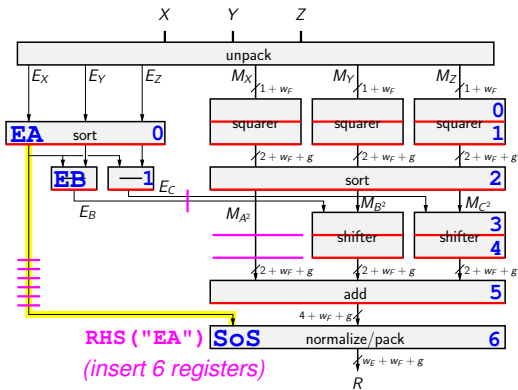 X Y Z
unpack
E_X E_Y E_Z M_X M_Y M_Z
1 + w_F 1 + w_F 1 + w_F
0
EA sort 0 squarer squarer squarer 1
2 + w_F + g 2 + w_F + g 2 + w_F + g
EB 1 sort 2
E_C
E_B M_A² M_B² M_C²
3
shifter shifter
4
2 + w_F + g 2 + w_F + g 2 + w_F + g
add 5
4 + w_F + g
RHS("EA") SoS normalize/pack 6
(insert 6 registers)
w_E + w_F + g
R